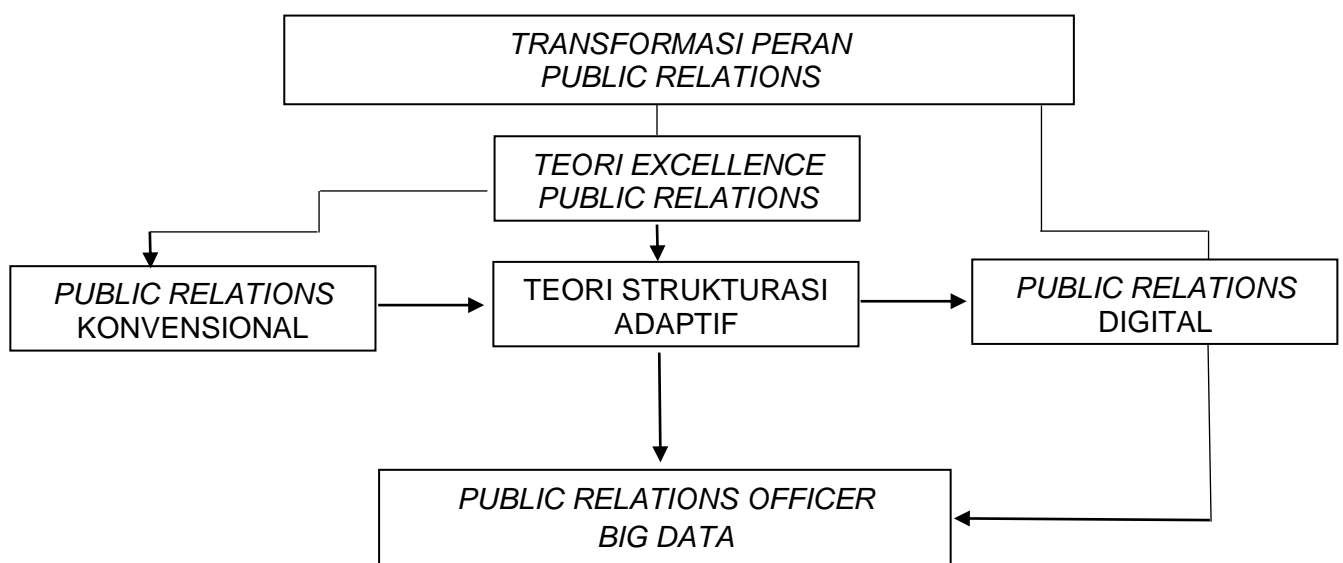 TRANSFORMASI PERAN
PUBLIC RELATIONS
TEORI EXCELLENCE
PUBLIC RELATIONS
PUBLIC RELATIONS
KONVENSIONAL
TEORI STRUKTURASI
ADAPTIF
PUBLIC RELATIONS
DIGITAL
PUBLIC RELATIONS OFFICER
BIG DATA